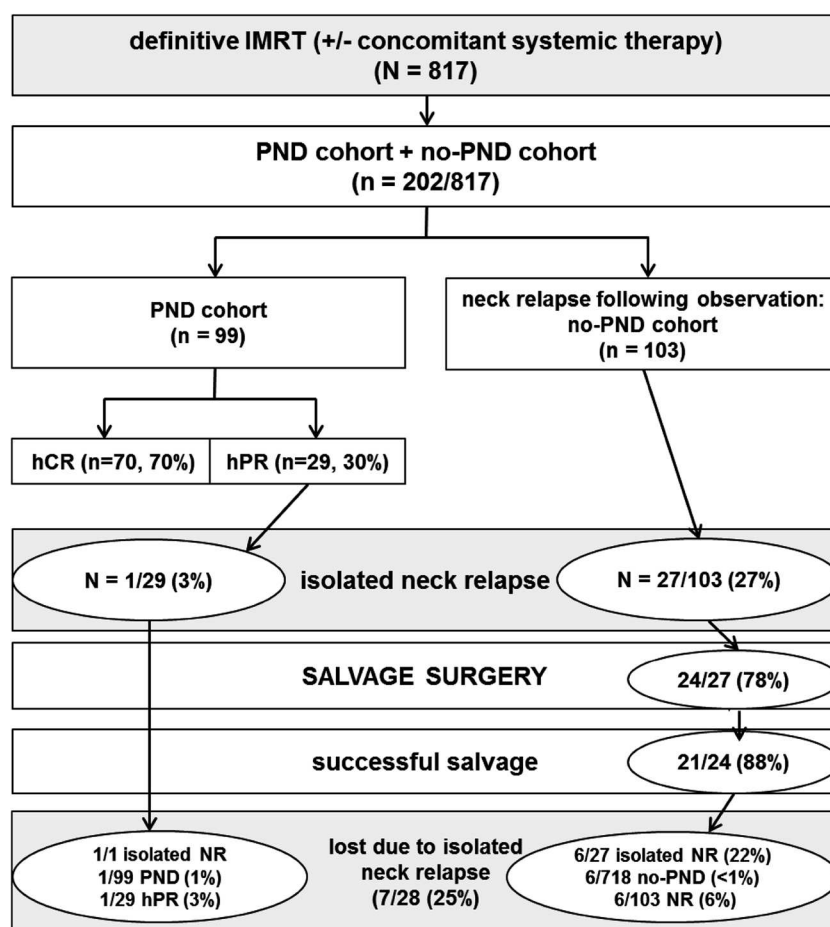 definitive IMRT (+/- concomitant systemic therapy)
(N = 817)
PND cohort + no-PND cohort
(n = 202/817)
PND cohort
(n = 99)
neck relapse following observation:
no-PND cohort
(n = 103)
hCR (n=70, 70%)
hPR (n=29, 30%)
N = 1/29 (3%)
isolated neck relapse
N = 27/103 (27%)
SALVAGE SURGERY
24/27 (78%)
successful salvage
21/24 (88%)
1/1 isolated NR
1/99 PND (1%)
1/29 hPR (3%)
lost due to isolated
neck relapse
(7/28 (25%)
6/27 isolated NR (22%)
6/718 no-PND (<1%)
6/103 NR (6%)